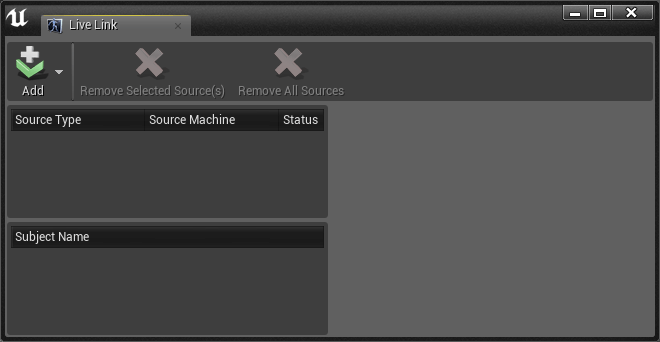 Live Link
Add
Remove Selected Source(s)
Remove All Sources
Source Type
Source Machine
Status
Subject Name